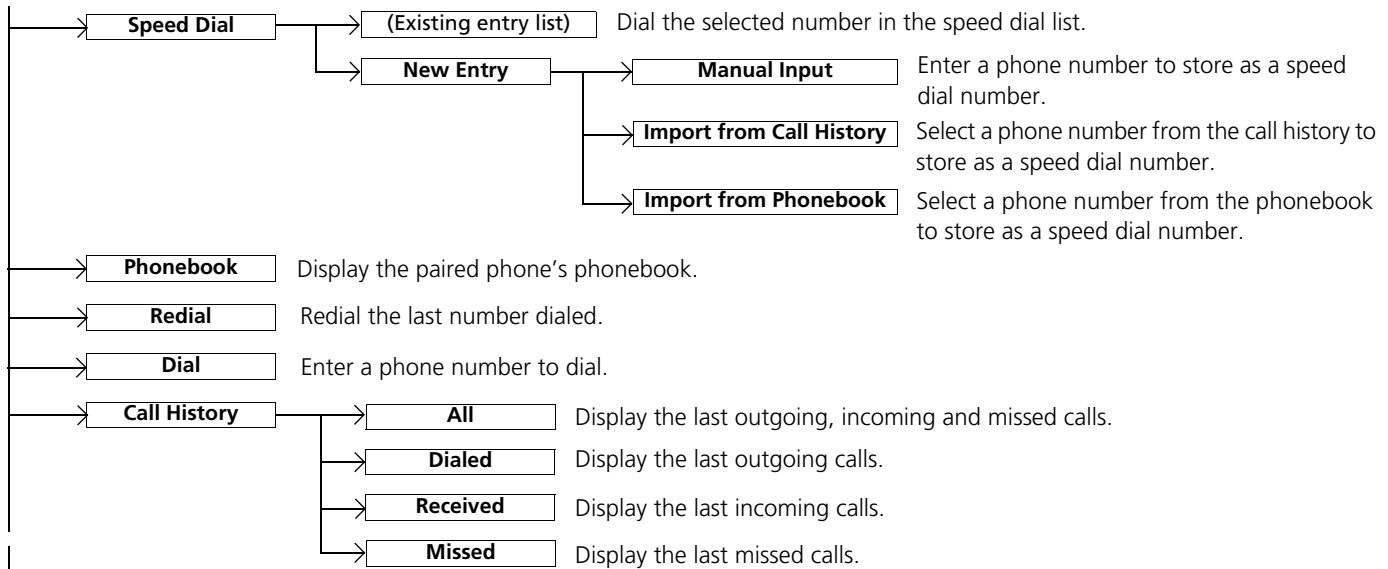 Speed Dial
(Existing entry list)
Dial the selected number in the speed dial list.
New Entry
Manual Input
Enter a phone number to store as a speed
dial number.
Import from Call History
Select a phone number from the call history to
store as a speed dial number.
Import from Phonebook
Select a phone number from the phonebook
to store as a speed dial number.
Phonebook
Display the paired phone’s phonebook.
Redial
Redial the last number dialed.
Dial
Enter a phone number to dial.
Call History
All
Display the last outgoing, incoming and missed calls.
Dialed
Display the last outgoing calls.
Received
Display the last incoming calls.
Missed
Display the last missed calls.